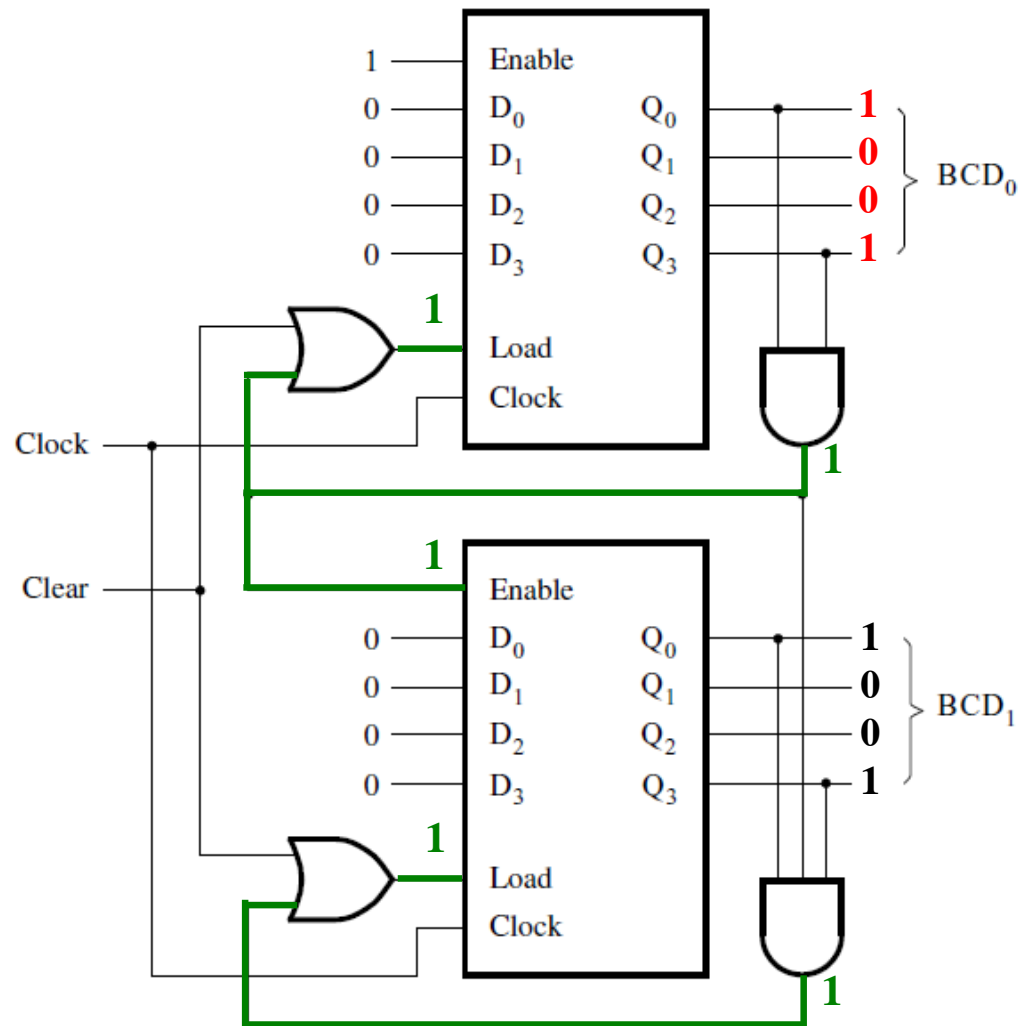 1 Enable
0 D0 Q0 1
0 D1 Q1 0
BCD0
0 D2 Q2 0
0 D3 Q3 1
1
Load
Clock
Clock
1
1
Clear
Enable
0 D0 Q0 1
0 D1 Q1 0
BCD1
0 D2 Q2 0
0 D3 Q3 1
1
Load
Clock
1